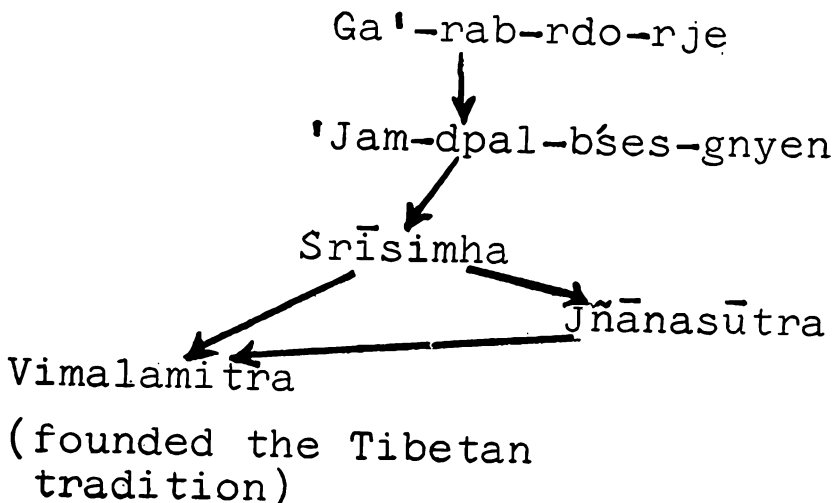 Ga'-rab-rdo-rje
'Jam-dpal-bśes-gnyen
Srīsimha
Jñānasūtra
Vimalamitra
(founded the Tibetan
tradition)